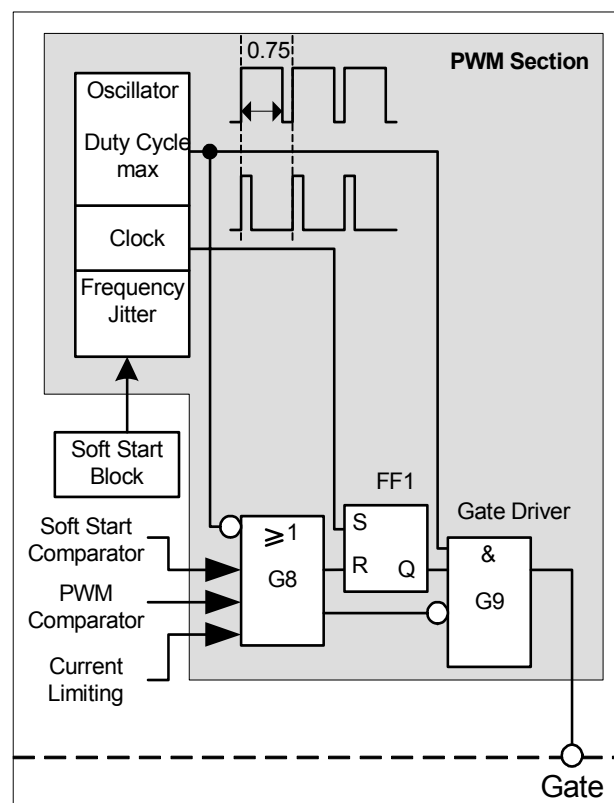 0.75
PWM Section
Oscillator
Duty Cycle
max
Clock
Frequency
Jitter
Soft Start
Block
FF1
Soft Start
Comparator
PWM
Comparator
Current
Limiting
≥1
G8
S
R
Q
Gate Driver
&
G9
Gate